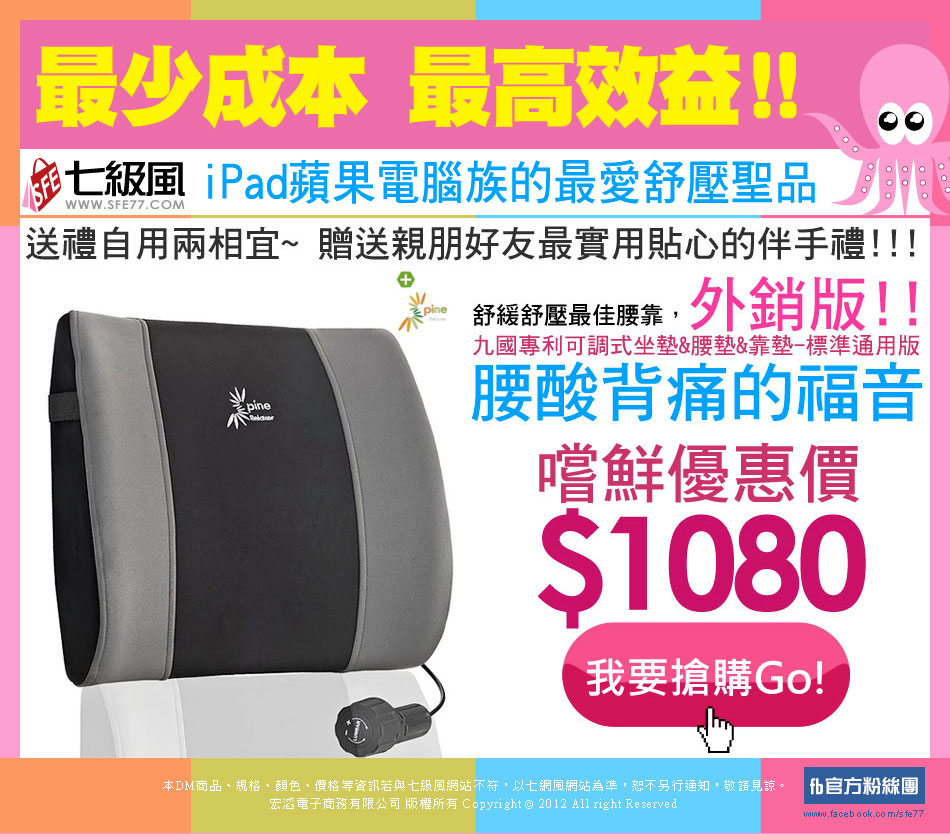 最少成本 最高效益!!
SFE 七級風
WWW.SFE77.COM
iPad蘋果電腦族的最愛舒壓聖品
送禮自用兩相宜~ 贈送親朋好友最實用貼心的伴手禮!!!
pine
舒緩舒壓最佳腰靠，外銷版!!
九國專利可調式坐墊&腰墊&靠墊-標準通用版
腰酸背痛的福音
pine
嚐鮮優惠價
$1080
我要搶購Go!
本DM商品、規格、顏色、價格等資訊若與七級風網站不符，以七網風網站為準，恕不另行通知，敬請見諒。
宏滔電子商務有限公司 版權所有 Copyright © 2012 All right Reserved
fb官方粉絲團
www.facebook.com/sfe77